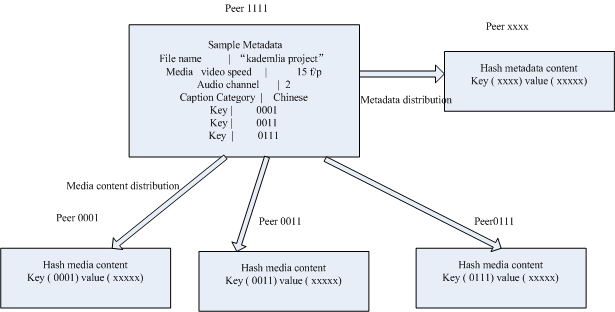 Peer 1111
Peer xxxx
Sample Metadata
File name | “kademlia project”
Media video speed | 15 f/p
Audio channel | 2
Caption Category | Chinese
Key | 0001
Key | 0011
Key | 0111
Hash metadata content
Key ( xxxx) value ( xxxxx)
Metadata distribution
Media content distribution
Peer 0001
Peer 0011
Peer0111
Hash media content
Key ( 0001) value ( xxxxx)
Hash media content
Key ( 0011) value ( xxxxx)
Hash media content
Key ( 0111) value ( xxxxx)